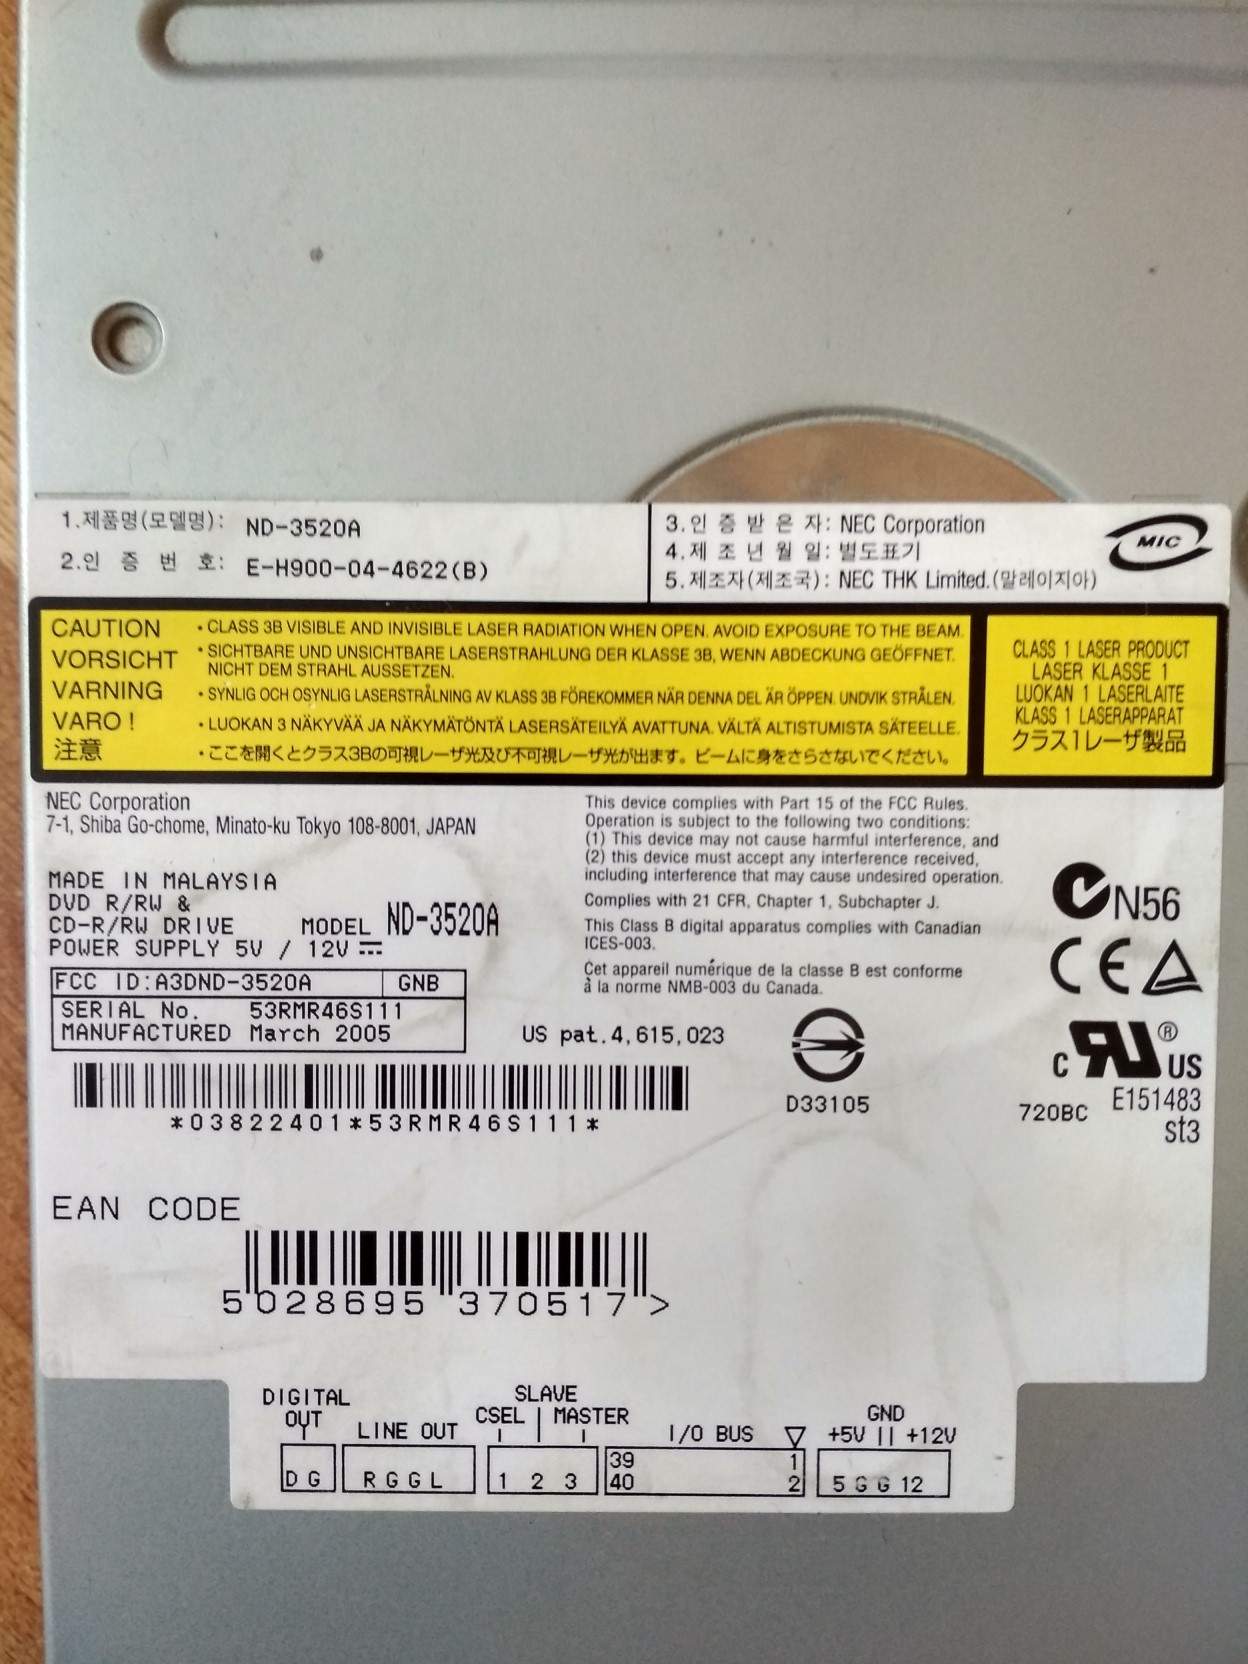 1.제품명(모델명): ND-3520A
2.인 증 번 호: E-H900-04-4622(B)
3.인 증 받 은 자: NEC Corporation
4.제 조 년 월 일: 별도표기
5.제조자(제조국): NEC THK Limited.(말레이지아)
MIC
CAUTION • CLASS 3B VISIBLE AND INVISIBLE LASER RADIATION WHEN OPEN. AVOID EXPOSURE TO THE BEAM.
VORSICHT • SICHTBARE UND UNSICHTBARE LASERSTRAHLUNG DER KLASSE 3B, WENN ABDECKUNG GEÖFFNET.
NICHT DEM STRAHL AUSSETZEN.
VARNING • SYNLIG OCH OSYNLIG LASERSTRÅLNING AV KLASS 3B FÖREKOMMER NÄR DENNA DEL ÄR ÖPPEN. UNDVIK STRÅLEN.
VARO! • LUOKAN 3 NÄKYVÄÄ JA NÄKYMÄTÖNTÄ LASERSÄTEILYÄ AVATTUNA. VÄLTÄ ALTISTUMISTA SÄTEELLE.
注意 • ここを開くとクラス3Bの可視レーザ光及び不可視レーザ光が出ます。ビームに身をさらさないでください。
CLASS 1 LASER PRODUCT
LASER KLASSE 1
LUOKAN 1 LASERLAITE
KLASS 1 LASERAPPARAT
クラス1レーザ製品
NEC Corporation
7-1, Shiba Go-chome, Minato-ku Tokyo 108-8001, JAPAN
MADE IN MALAYSIA
DVD R/RW &
CD-R/RW DRIVE MODEL ND-3520A
POWER SUPPLY 5V / 12V
FCC ID:A3DND-3520A GNB
SERIAL No. 53RMR46S111
MANUFACTURED March 2005
This device complies with Part 15 of the FCC Rules.
Operation is subject to the following two conditions:
(1) This device may not cause harmful interference, and
(2) this device must accept any interference received,
including interference that may cause undesired operation.
Complies with 21 CFR, Chapter 1, Subchapter J.
This Class B digital apparatus complies with Canadian
ICES-003.
Cet appareil numérique de la classe B est conforme
à la norme NMB-003 du Canada.
US pat.4,615,023
D33105
N56
CE
c RU ® US
720BC E151483
st3
*03822401*53RMR46S111*
EAN CODE
5 028695 370517 >
DIGITAL
OUT
LINE OUT
SLAVE
CSEL MASTER
I/O BUS
GND
+5V +12V
D G
R G G L
1 2 3
39 1
40 2
5 G G 12